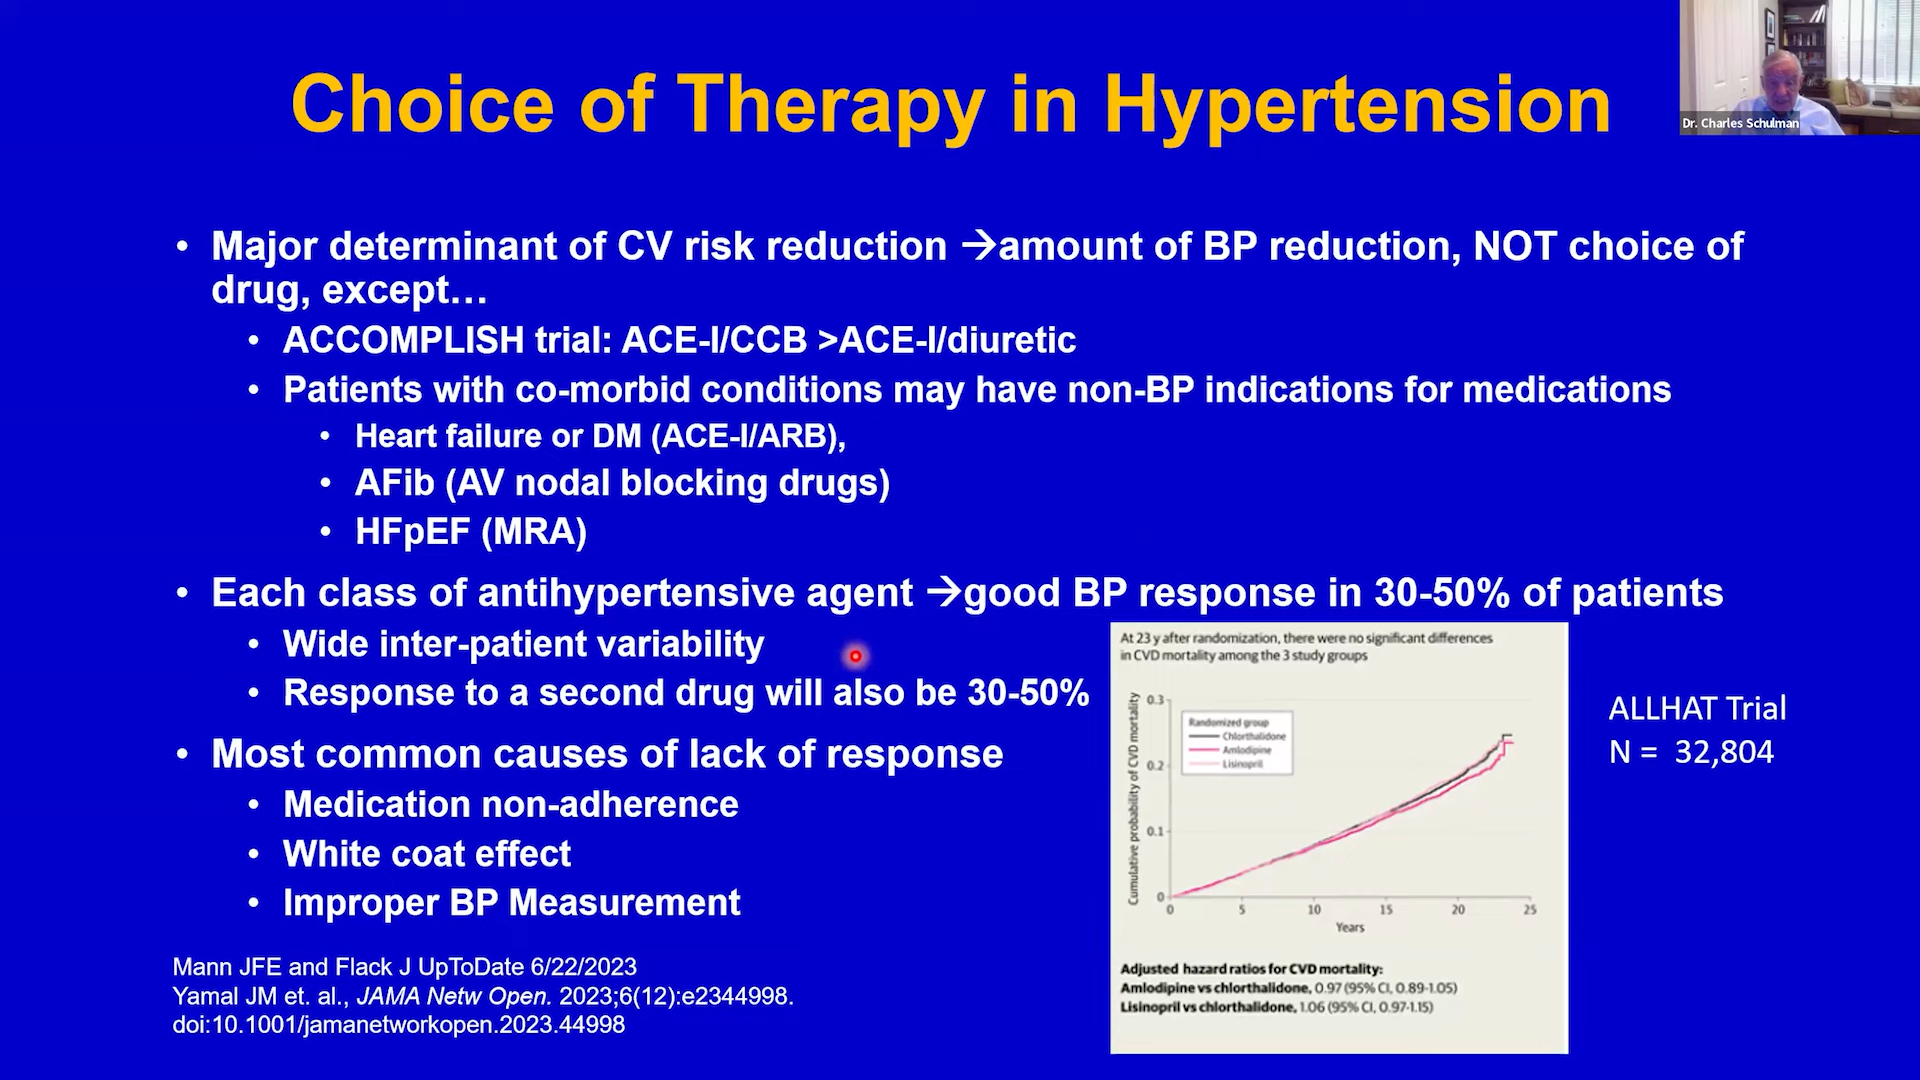 Choice of Therapy in Hypertension
Dr. Charles Schulman
• Major determinant of CV risk reduction →amount of BP reduction, NOT choice of
drug, except…
• ACCOMPLISH trial: ACE-I/CCB >ACE-I/diuretic
• Patients with co-morbid conditions may have non-BP indications for medications
• Heart failure or DM (ACE-I/ARB),
• AFib (AV nodal blocking drugs)
• HFpEF (MRA)
• Each class of antihypertensive agent →good BP response in 30-50% of patients
• Wide inter-patient variability
• Response to a second drug will also be 30-50%
• Most common causes of lack of response
• Medication non-adherence
• White coat effect
• Improper BP Measurement
Mann JFE and Flack J UpToDate 6/22/2023
Yamal JM et. al., JAMA Netw Open. 2023;6(12):e2344998.
doi:10.1001/jamanetworkopen.2023.44998
At 23 y after randomization, there were no significant differences
in CVD mortality among the 3 study groups
Cumulative probability of CVD mortality
0.3
0.2
0.1
0
Randomized group
Chlorthalidone
Amlodipine
Lisinopril
0 5 10 15 20 25
Years
Adjusted hazard ratios for CVD mortality:
Amlodipine vs chlorthalidone, 0.97 (95% CI, 0.89-1.05)
Lisinopril vs chlorthalidone, 1.06 (95% CI, 0.97-1.15)
ALLHAT Trial
N = 32,804